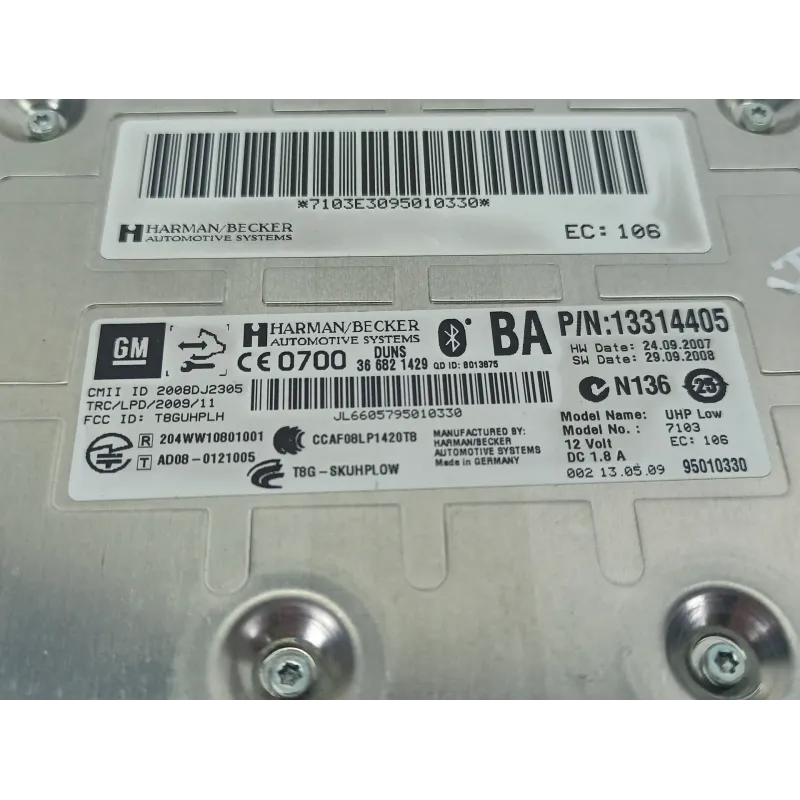 *7103E3095010330*
HARMAN/BECKER
AUTOMOTIVE SYSTEMS
EC: 106
GM
HARMAN/BECKER
AUTOMOTIVE SYSTEMS
CE 0700
DUNS
36 682 1429
QD ID: B013875
BA
P/N:13314405
HW Date: 24.09.2007
SW Date: 29.09.2008
N136
25
CMII ID 2008DJ2305
TRC/LPD/2009/11
FCC ID: T8GUHPLH
JL6605795010330
R 204WW10801001
T AD08-0121005
CCAF08LP1420T8
T8G-SKUHPLOW
MANUFACTURED BY:
HARMAN/BECKER
AUTOMOTIVE SYSTEMS
Made in GERMANY
Model Name: UHP Low
Model No.: 7103
12 Volt EC: 106
DC 1.8 A
002 13.05.09 95010330